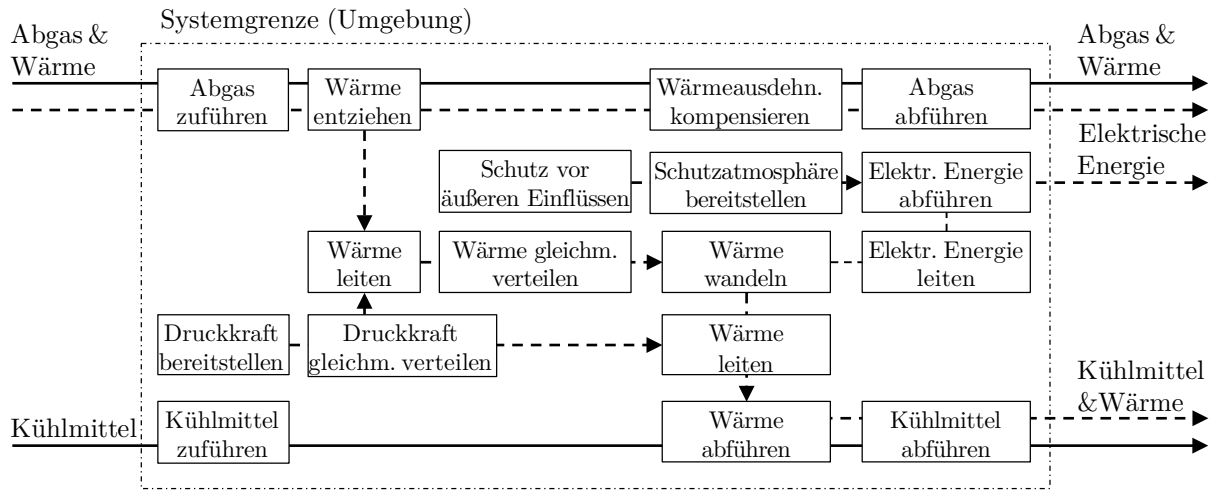 Systemgrenze (Umgebung)
Abgas &
Wärme
Abgas
zuführen
Wärme
entziehen
Wärmeausdehn.
kompensieren
Abgas
abführen
Abgas &
Wärme
Schutz vor
äußeren Einflüssen
Schutzatmosphäre
bereitstellen
Elektr. Energie
abführen
Elektrische
Energie
Wärme
leiten
Wärme gleichm.
verteilen
Wärme
wandeln
Elektr. Energie
leiten
Druckkraft
bereitstellen
Druckkraft
gleichm. verteilen
Wärme
leiten
Kühlmittel
Kühlmittel
zuführen
Wärme
abführen
Kühlmittel
abführen
Kühlmittel
&Wärme